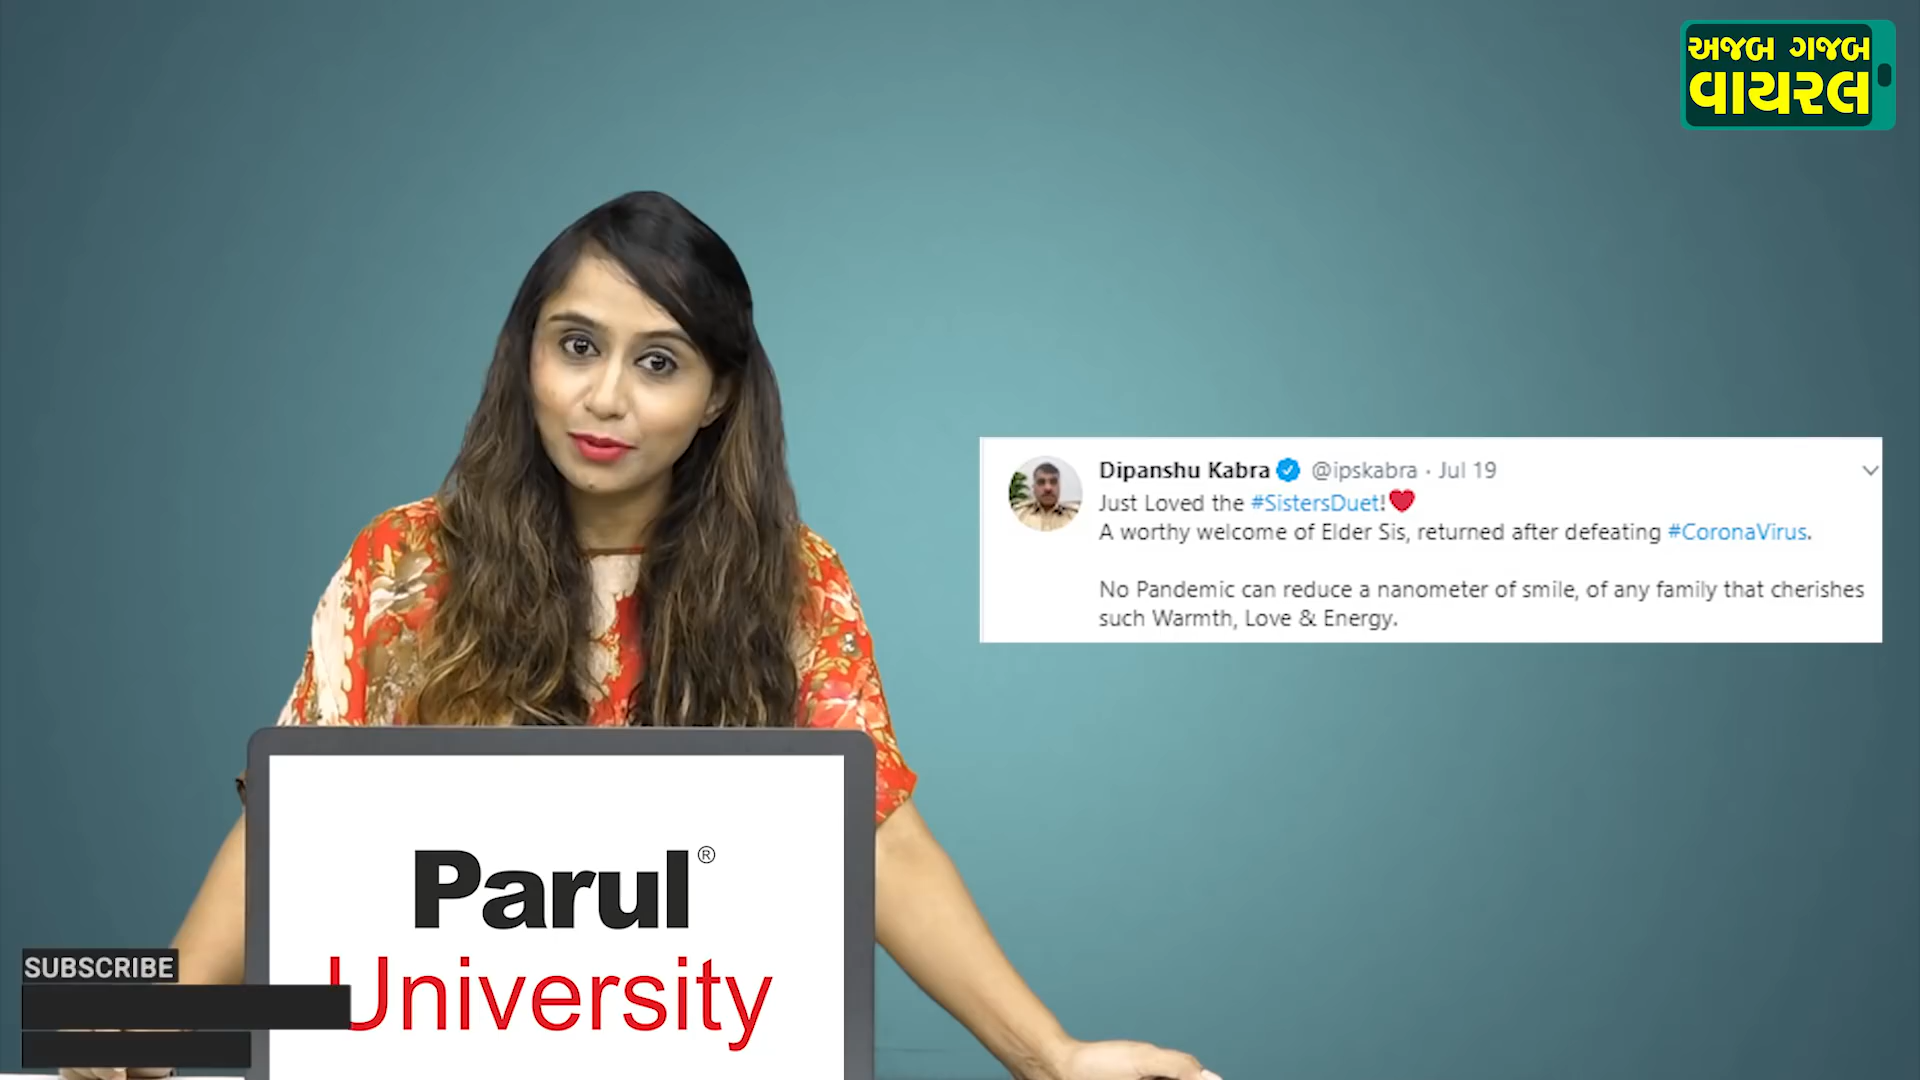 અજબ ગજબ
વાયરલ
Dipanshu Kabra @ipskabra · Jul 19
Just Loved the #SistersDuet!❤
A worthy welcome of Elder Sis, returned after defeating #CoronaVirus.
No Pandemic can reduce a nanometer of smile, of any family that cherishes
such Warmth, Love & Energy.
Parul®
University
SUBSCRIBE